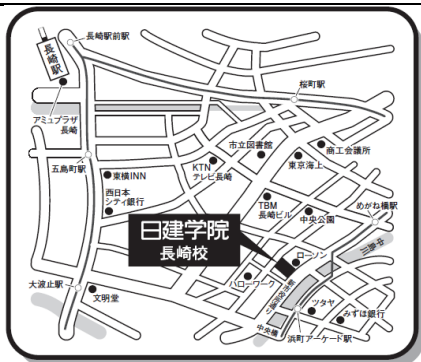 長崎駅前駅
長崎駅
アミュプラザ
長崎
桜町駅
五島町駅
東横INN
西日本
シティ銀行
KTN
テレビ長崎
市立図書館
商工会議所
東京海上
TBM
長崎ビル
中央公園
めがね橋駅
中島川
日建学院
長崎校
ローソン
ハローワーク
大波止駅
文明堂
中央橋
ツタヤ
みずほ銀行
浜町アーケード駅